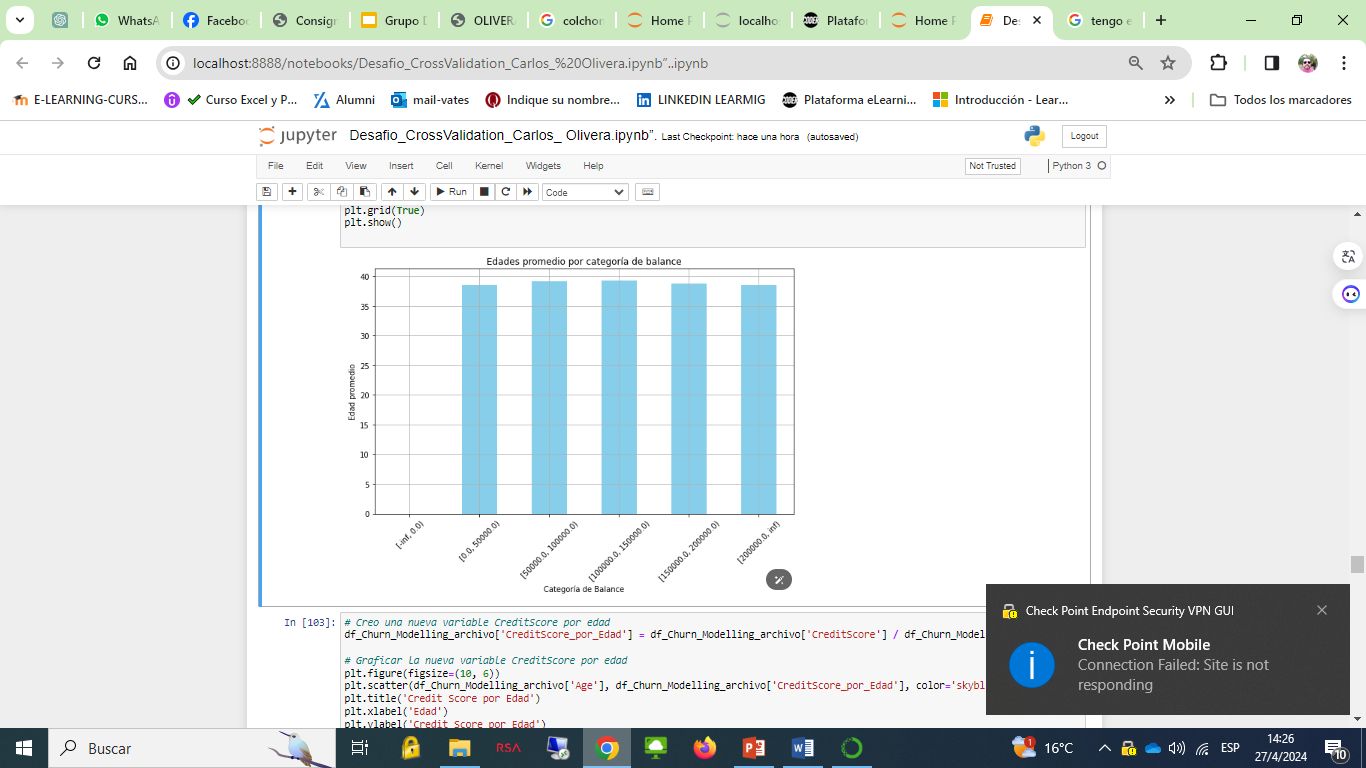 WhatsA
Faceboo
Consign
Grupo D
OLIVERA
colchon
Home P
localhos
Platafor
Home P
Des
tengo e
localhost:8888/notebooks/Desafio_CrossValidation_Carlos_%20Olivera.ipynb"..ipynb
E-LEARNING-CURS...
Curso Excel y P...
Alumni
mail-vates
Indique su nombre...
LINKEDIN LEARMIG
Plataforma eLearni...
Introducción - Lear...
Todos los marcadores
jupyter Desafio_CrossValidation_Carlos_ Olivera.ipynb”. Last Checkpoint: hace una hora (autosaved)
Logout
File Edit View Insert Cell Kernel Widgets Help
Not Trusted
Python 3
Run
Code
plt.grid(True)
plt.show()
Edades promedio por categoría de balance
40
35
30
25
20
15
10
5
0
Edad promedio
[-inf, 0.0)
[0.0, 50000.0)
[50000.0, 100000.0)
[100000.0, 150000.0)
[150000.0, 200000.0)
[200000.0, inf)
Categoría de Balance
In [103]:
# Creo una nueva variable CreditScore por edad
df_Churn_Modelling_archivo['CreditScore_por_Edad'] = df_Churn_Modelling_archivo['CreditScore'] / df_Churn_Model
# Graficar la nueva variable CreditScore por edad
plt.figure(figsize=(10, 6))
plt.scatter(df_Churn_Modelling_archivo['Age'], df_Churn_Modelling_archivo['CreditScore_por_Edad'], color='skybl
plt.title('Credit Score por Edad')
plt.xlabel('Edad')
plt.ylabel('Credit Score por Edad')
Check Point Endpoint Security VPN GUI
Check Point Mobile
Connection Failed: Site is not
responding
Buscar
RSA
1
16°C
ESP
14:26
27/4/2024
10